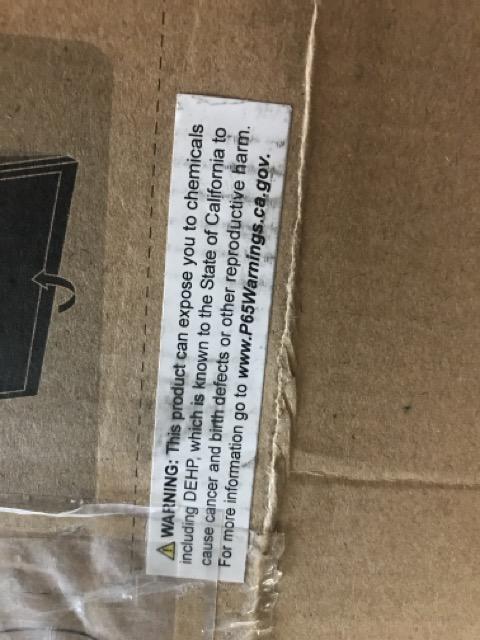 ⚠ WARNING: This product can expose you to chemicals
including DEHP, which is known to the State of California to
cause cancer and birth defects or other reproductive harm.
For more information go to www.P65Warnings.ca.gov.